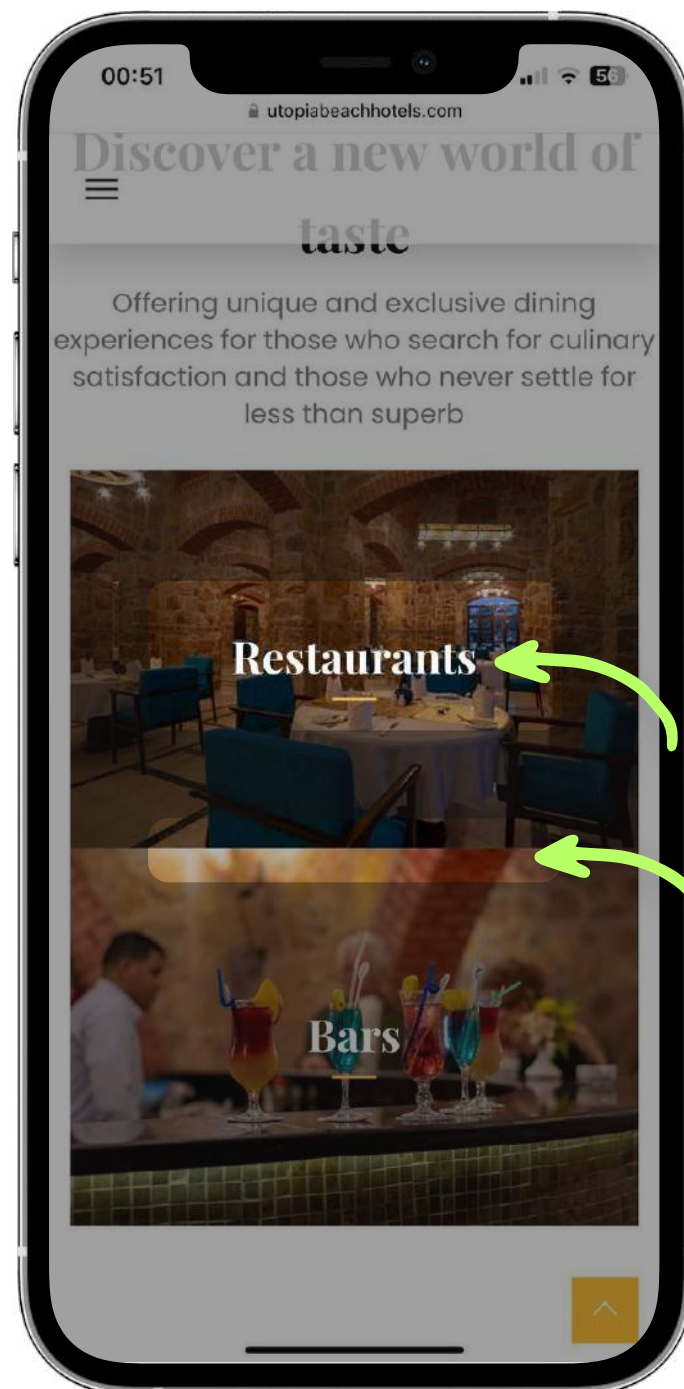 00:51
56
utopiabeachhotels.com
Discover a new world of
taste
Offering unique and exclusive dining
experiences for those who search for culinary
satisfaction and those who never settle for
less than superb
Restaurants
Bars